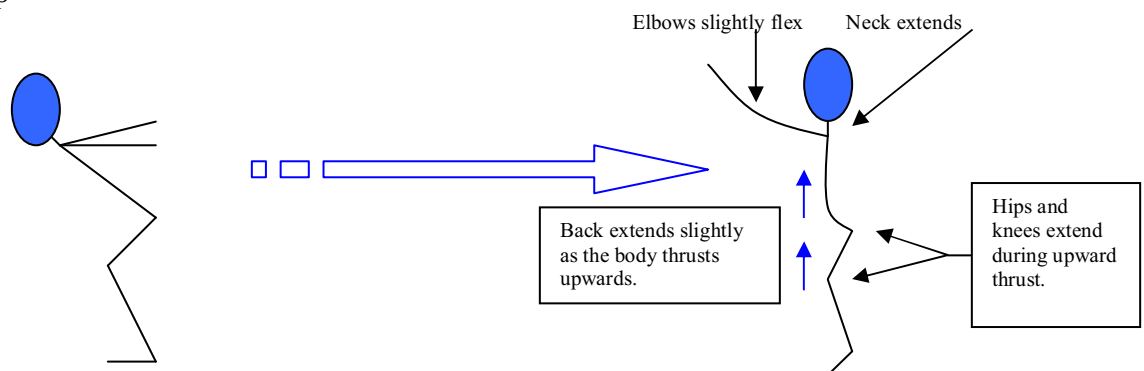 Elbows slightly flex
Neck extends
Back extends slightly
as the body thrusts
upwards.
Hips and
knees extend
during upward
thrust.